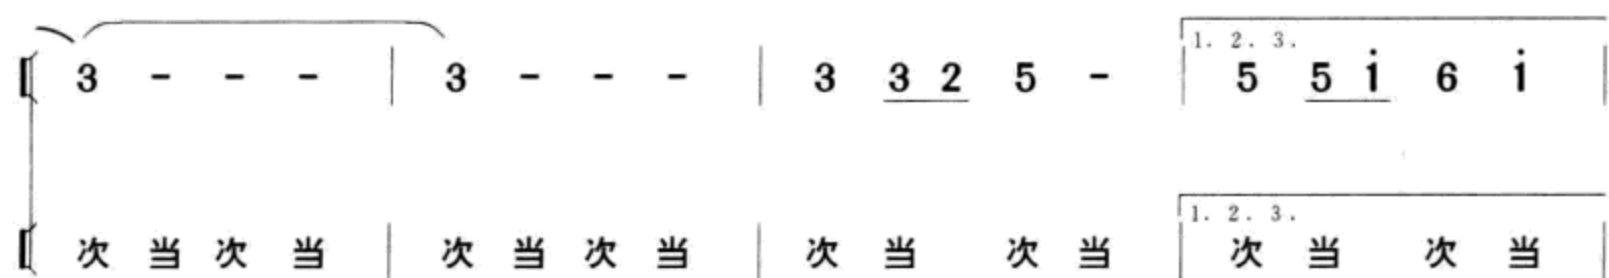 1. 2. 3.
3 - - - | 3 - - - | 3 3 2 5 - | 5 5 i 6 i |
1. 2. 3.
次 当 次 当 | 次 当 次 当 | 次 当 次 当 | 次 当 次 当 |